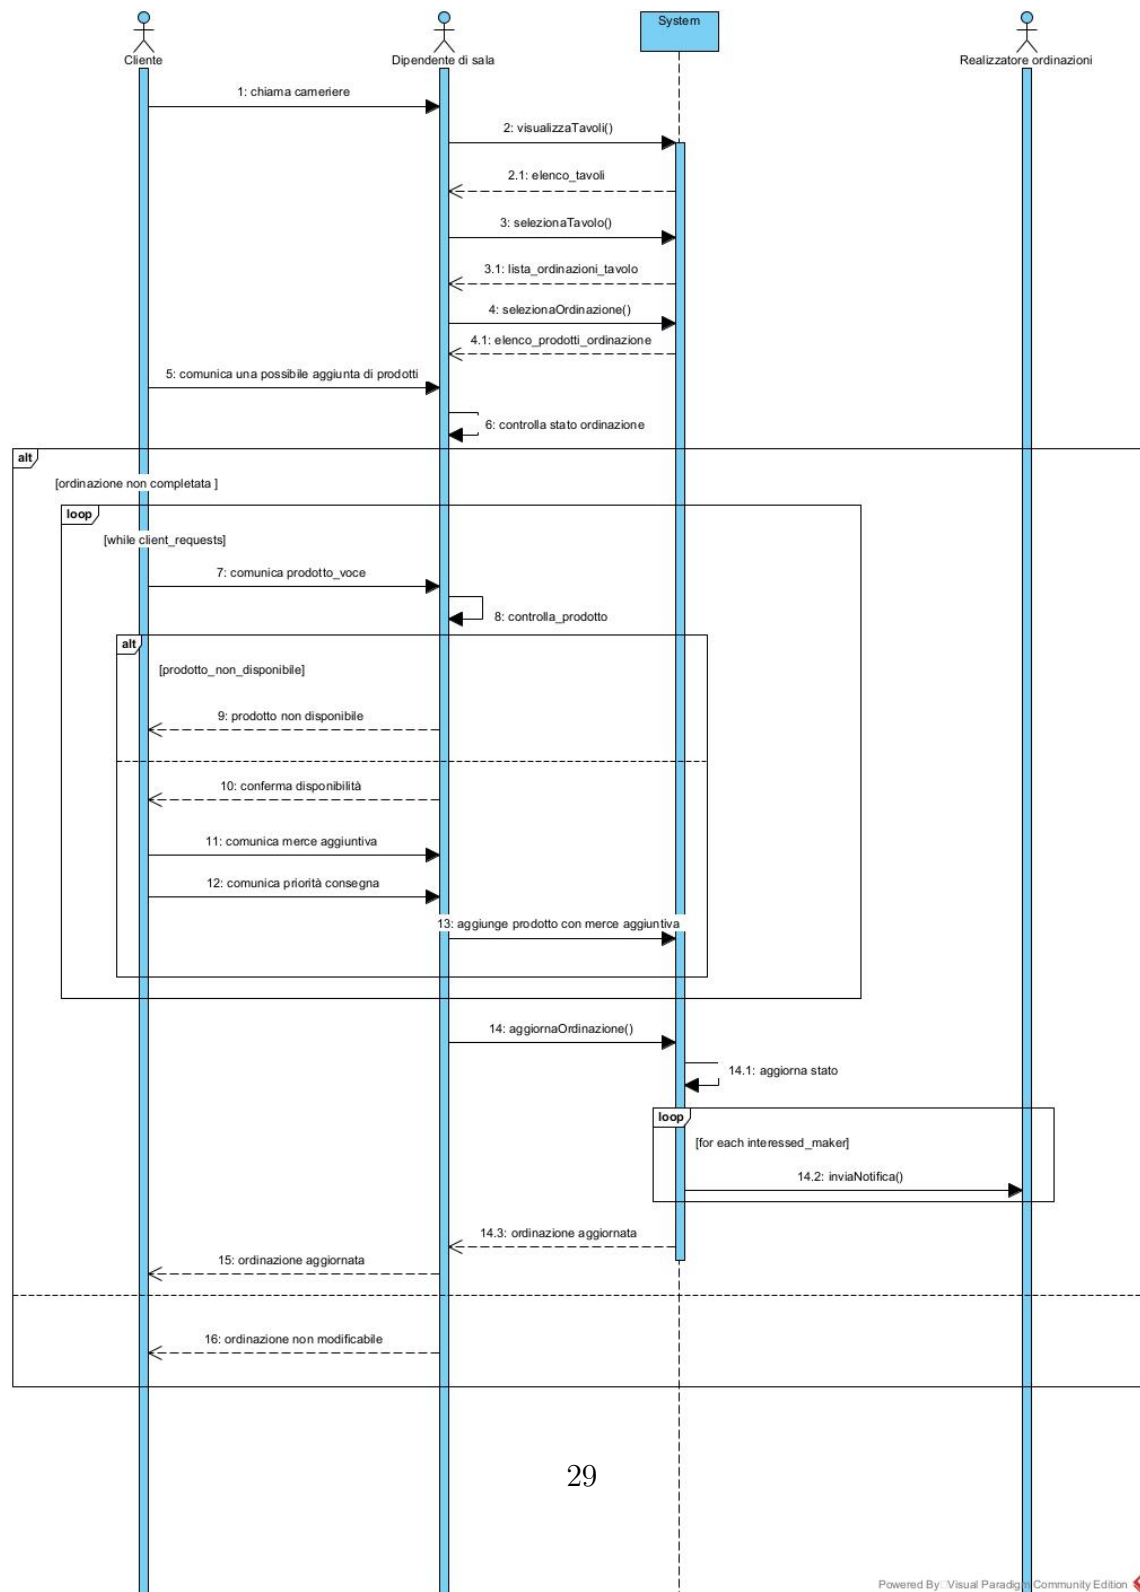 System
Cliente
Dipendente di sala
Realizzatore ordinazioni
1: chiama cameriere
2: visualizzaTavoli()
2.1: elenco_tavoli
3: selezionaTavolo()
3.1: lista_ordinazioni_tavolo
4: selezionaOrdinazione()
4.1: elenco_prodotti_ordinazione
5: comunica una possibile aggiunta di prodotti
6: controlla stato ordinazione
alt
[ordinazione non completata ]
loop
[while client_requests]
7: comunica prodotto_voce
8: controlla_prodotto
alt
[prodotto_non_disponibile]
9: prodotto non disponibile
10: conferma disponibilità
11: comunica merce aggiuntiva
12: comunica priorità consegna
13: aggiunge prodotto con merce aggiuntiva
14: aggiornaOrdinazione()
14.1: aggiorna stato
loop
[for each interessed_maker]
14.2: inviaNotifica()
14.3: ordinazione aggiornata
15: ordinazione aggiornata
16: ordinazione non modificabile
29
Powered By Visual Paradigm Community Edition